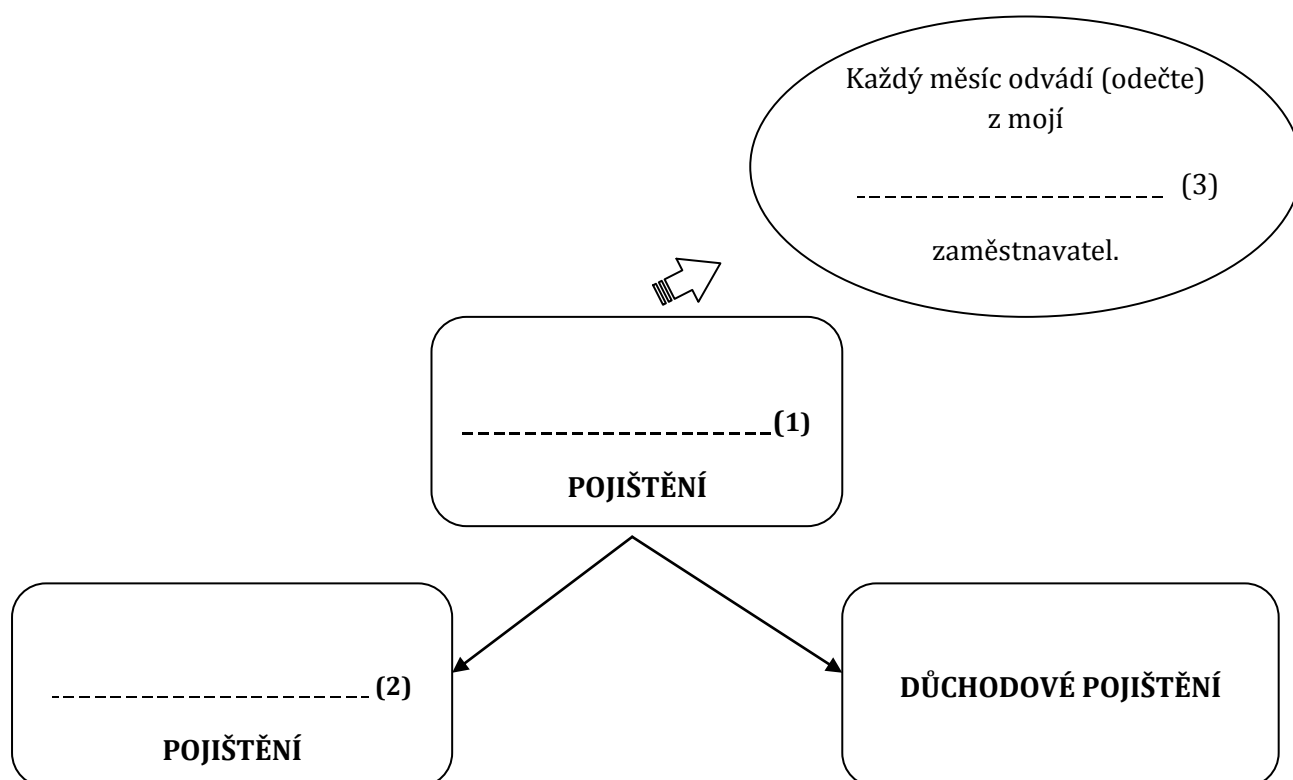 Každý měsíc odvádí (odečte)
z mojí
_ _ _ _ _ _ _ _ _ _ _ _ _ _ _ _ _ _ _ _ (3)
zaměstnavatel.
_ _ _ _ _ _ _ _ _ _ _ _ _ _ _ _ _ _ _ _ _(1)
POJIŠTĚNÍ
_ _ _ _ _ _ _ _ _ _ _ _ _ _ _ _ _ _ _ _ _ (2)
POJIŠTĚNÍ
DŮCHODOVÉ POJIŠTĚNÍ